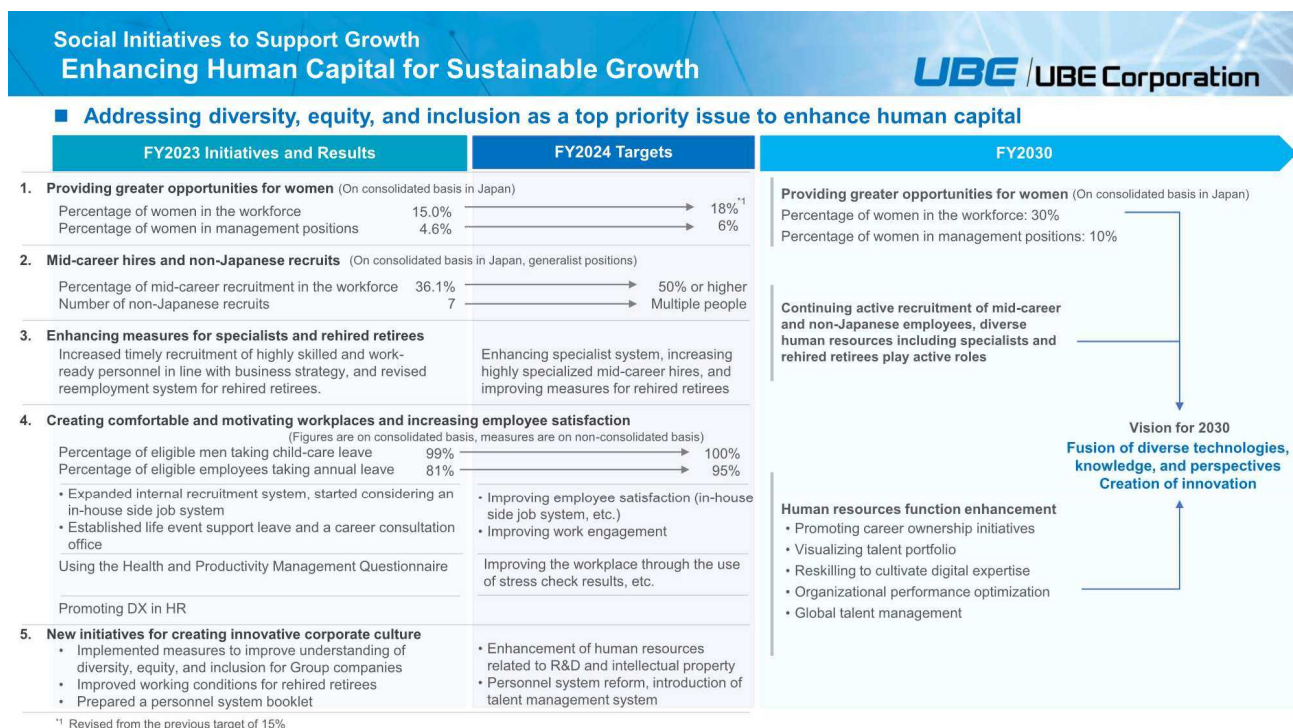 Social Initiatives to Support Growth
Enhancing Human Capital for Sustainable Growth
UBE / UBE Corporation
■ Addressing diversity, equity, and inclusion as a top priority issue to enhance human capital
FY2023 Initiatives and Results
FY2024 Targets
FY2030
1. Providing greater opportunities for women (On consolidated basis in Japan)
Percentage of women in the workforce 15.0% 18%*1
Percentage of women in management positions 4.6% 6%
2. Mid-career hires and non-Japanese recruits (On consolidated basis in Japan, generalist positions)
Percentage of mid-career recruitment in the workforce 36.1% 50% or higher
Number of non-Japanese recruits 7 Multiple people
3. Enhancing measures for specialists and rehired retirees
Increased timely recruitment of highly skilled and work-
ready personnel in line with business strategy, and revised
reemployment system for rehired retirees.
Enhancing specialist system, increasing
highly specialized mid-career hires, and
improving measures for rehired retirees
4. Creating comfortable and motivating workplaces and increasing employee satisfaction
(Figures are on consolidated basis, measures are on non-consolidated basis)
Percentage of eligible men taking child-care leave 99% 100%
Percentage of eligible employees taking annual leave 81% 95%
• Expanded internal recruitment system, started considering an
in-house side job system
• Established life event support leave and a career consultation
office
• Improving employee satisfaction (in-house
side job system, etc.)
• Improving work engagement
Using the Health and Productivity Management Questionnaire
Improving the workplace through the use
of stress check results, etc.
Promoting DX in HR
5. New initiatives for creating innovative corporate culture
• Implemented measures to improve understanding of
diversity, equity, and inclusion for Group companies
• Improved working conditions for rehired retirees
• Prepared a personnel system booklet
• Enhancement of human resources
related to R&D and intellectual property
• Personnel system reform, introduction of
talent management system
*1 Revised from the previous target of 15%
Providing greater opportunities for women (On consolidated basis in Japan)
Percentage of women in the workforce: 30%
Percentage of women in management positions: 10%
Continuing active recruitment of mid-career
and non-Japanese employees, diverse
human resources including specialists and
rehired retirees play active roles
Vision for 2030
Fusion of diverse technologies,
knowledge, and perspectives
Creation of innovation
Human resources function enhancement
• Promoting career ownership initiatives
• Visualizing talent portfolio
• Reskilling to cultivate digital expertise
• Organizational performance optimization
• Global talent management